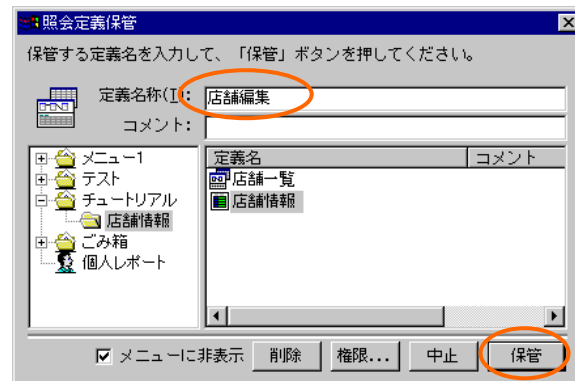 照会定義保管
保管する定義名を入力して、「保管」ボタンを押してください。
定義名称(I): 店舗編集
コメント:
メニュー1
テスト
チュートリアル
店舗情報
ごみ箱
個人レポート
定義名 コメント
店舗一覧
店舗情報
メニューに非表示 削除 権限... 中止 保管